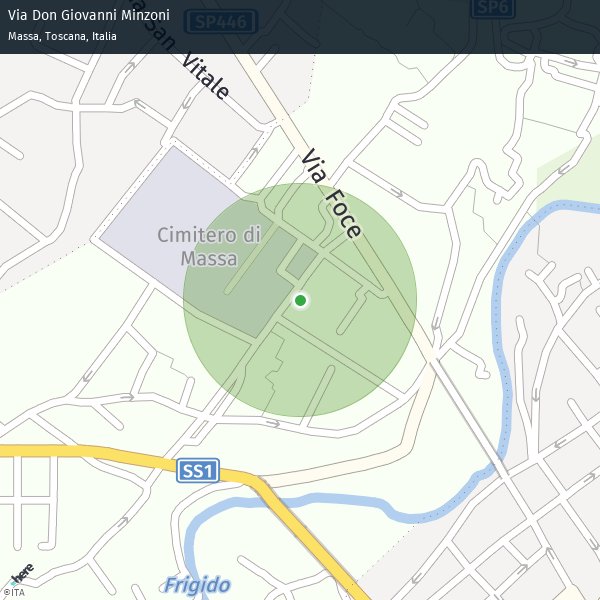 Via Don Giovanni Minzoni
Massa, Toscana, Italia
SP446
SP6
Via San Vitale
Via Foce
Cimitero di
Massa
SS1
Frigido
here
©ITA